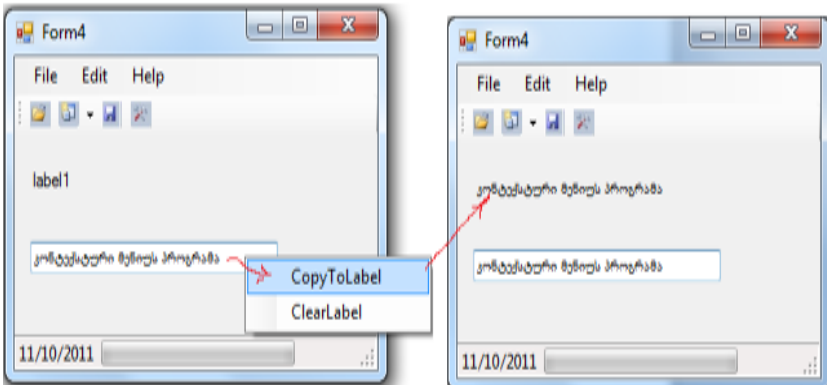 Form4
File Edit Help
label1
კონტექსტური მენიუს პროგრამა
CopyToLabel
ClearLabel
11/10/2011
Form4
File Edit Help
კონტექსტური მენიუს პროგრამა
კონტექსტური მენიუს პროგრამა
11/10/2011